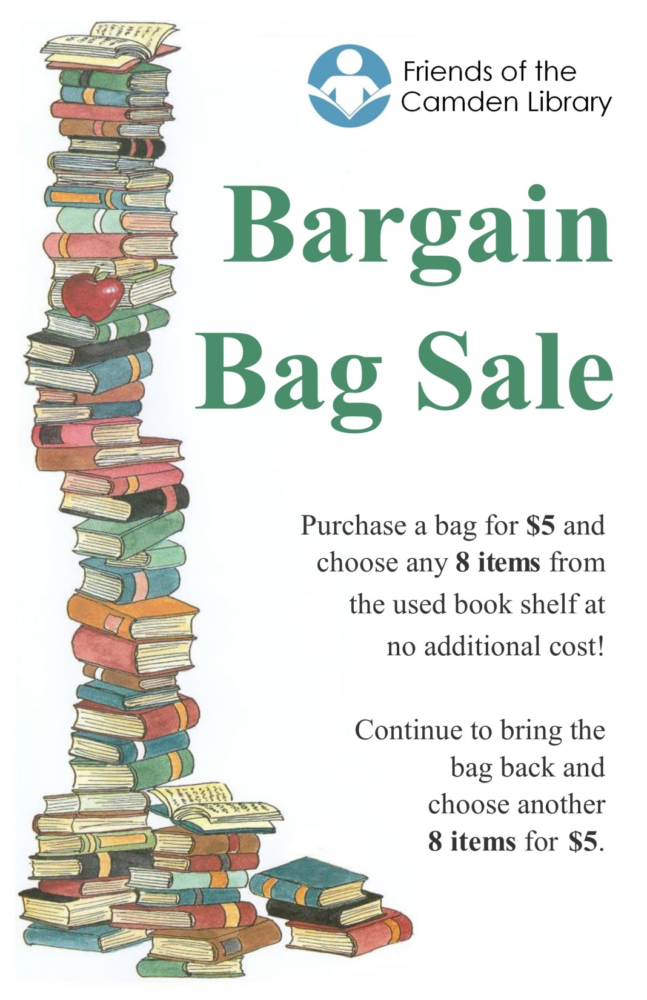 Friends of the
Camden Library
Bargain
Bag Sale
Purchase a bag for $5 and
choose any 8 items from
the used book shelf at
no additional cost!
Continue to bring the
bag back and
choose another
8 items for $5.